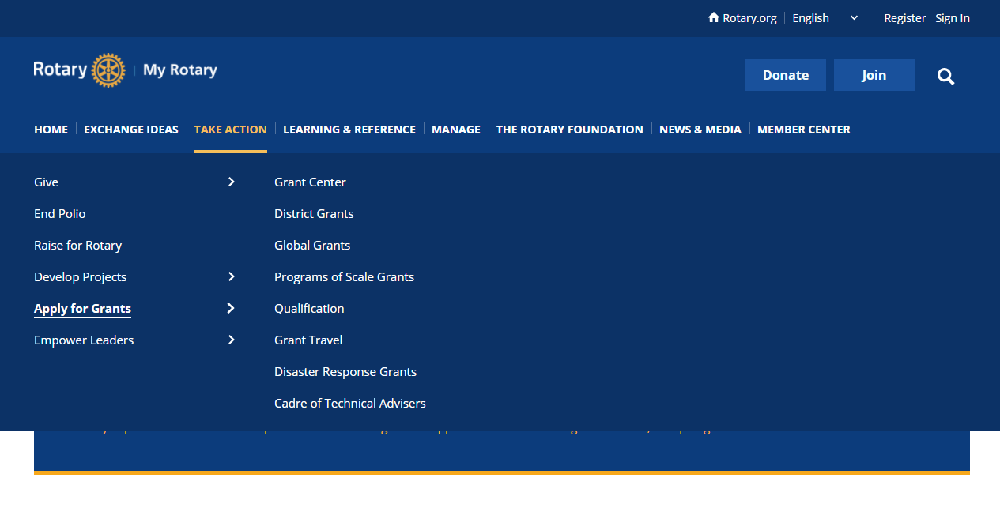 Rotary.org English Register Sign In
Rotary My Rotary
Donate Join
HOME EXCHANGE IDEAS TAKE ACTION LEARNING & REFERENCE MANAGE THE ROTARY FOUNDATION NEWS & MEDIA MEMBER CENTER
Give
End Polio
Raise for Rotary
Develop Projects
Apply for Grants
Empower Leaders
Grant Center
District Grants
Global Grants
Programs of Scale Grants
Qualification
Grant Travel
Disaster Response Grants
Cadre of Technical Advisers